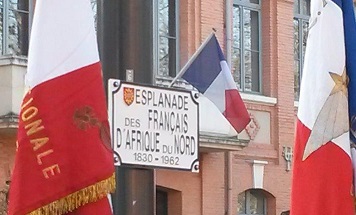 ESPLANADE
DES FRANÇAIS
D'AFRIQUE DU NORD
1830 - 1962